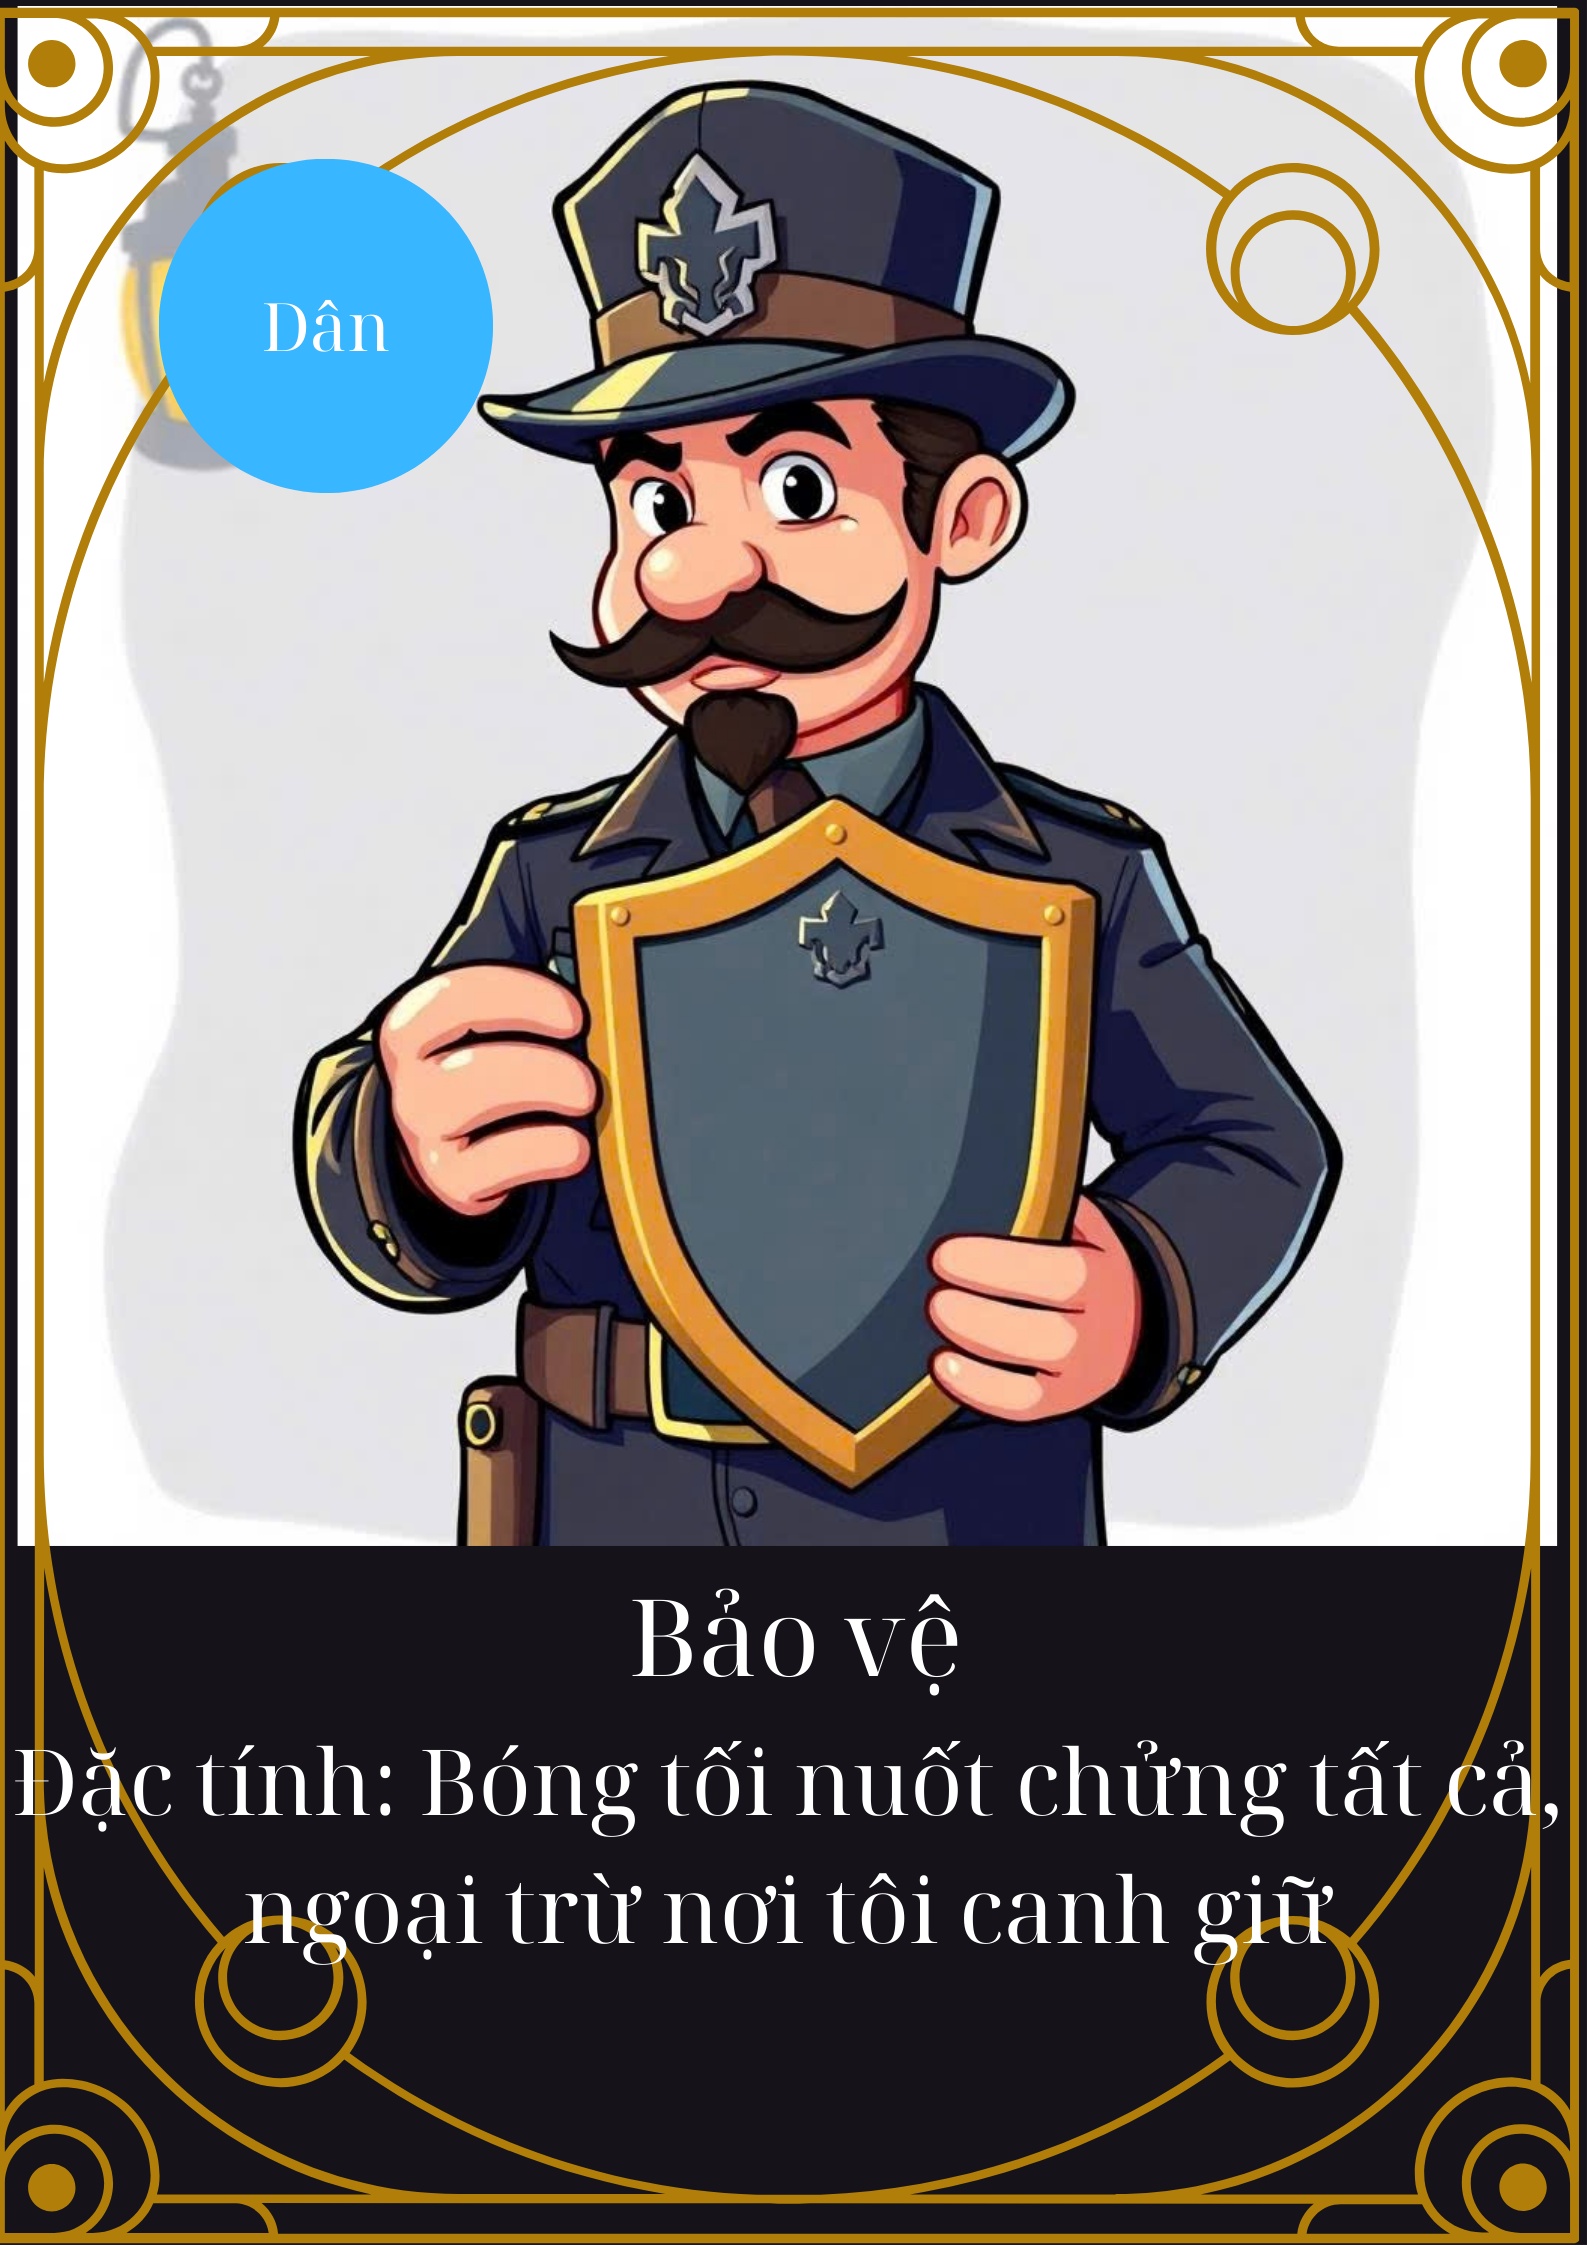 Dân
Bảo vệ
Đặc tính: Bóng tối nuốt chửng tất cả,
ngoại trừ nơi tôi canh giữ